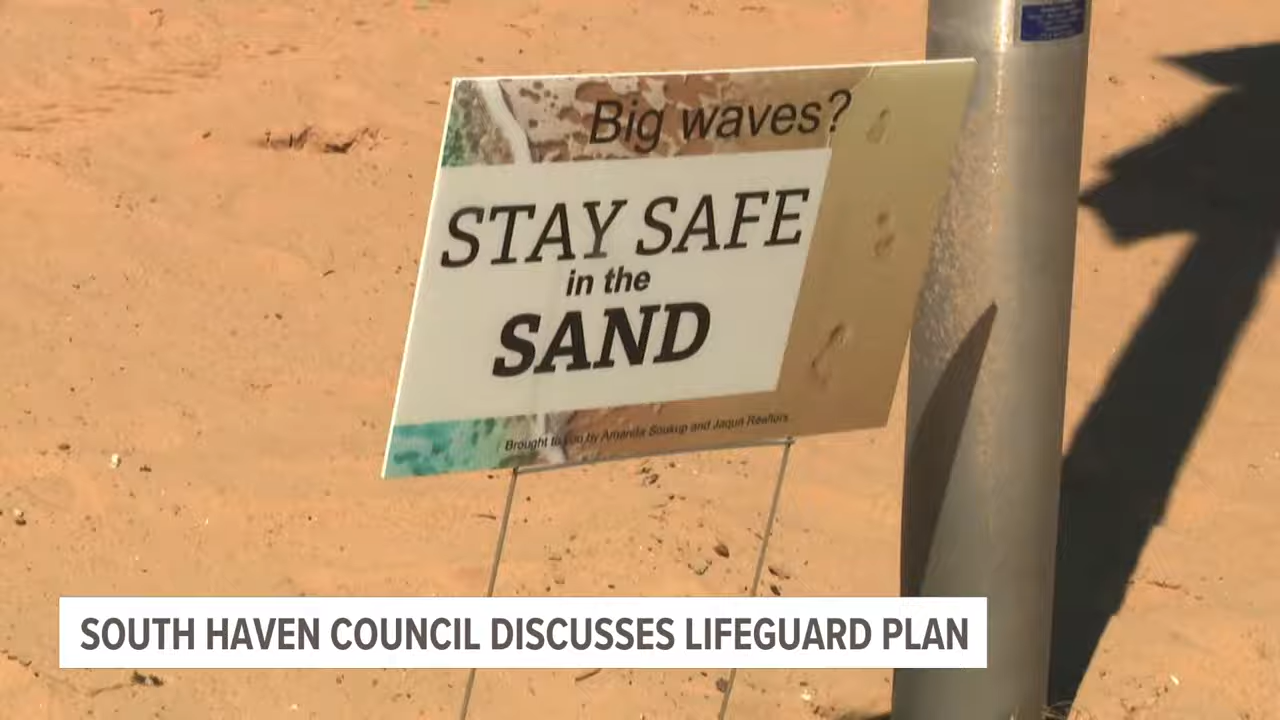 Big waves?
STAY SAFE
in the
SAND
Brought to you by Amanda Soukup and Jaqua Realtors
SOUTH HAVEN COUNCIL DISCUSSES LIFEGUARD PLAN